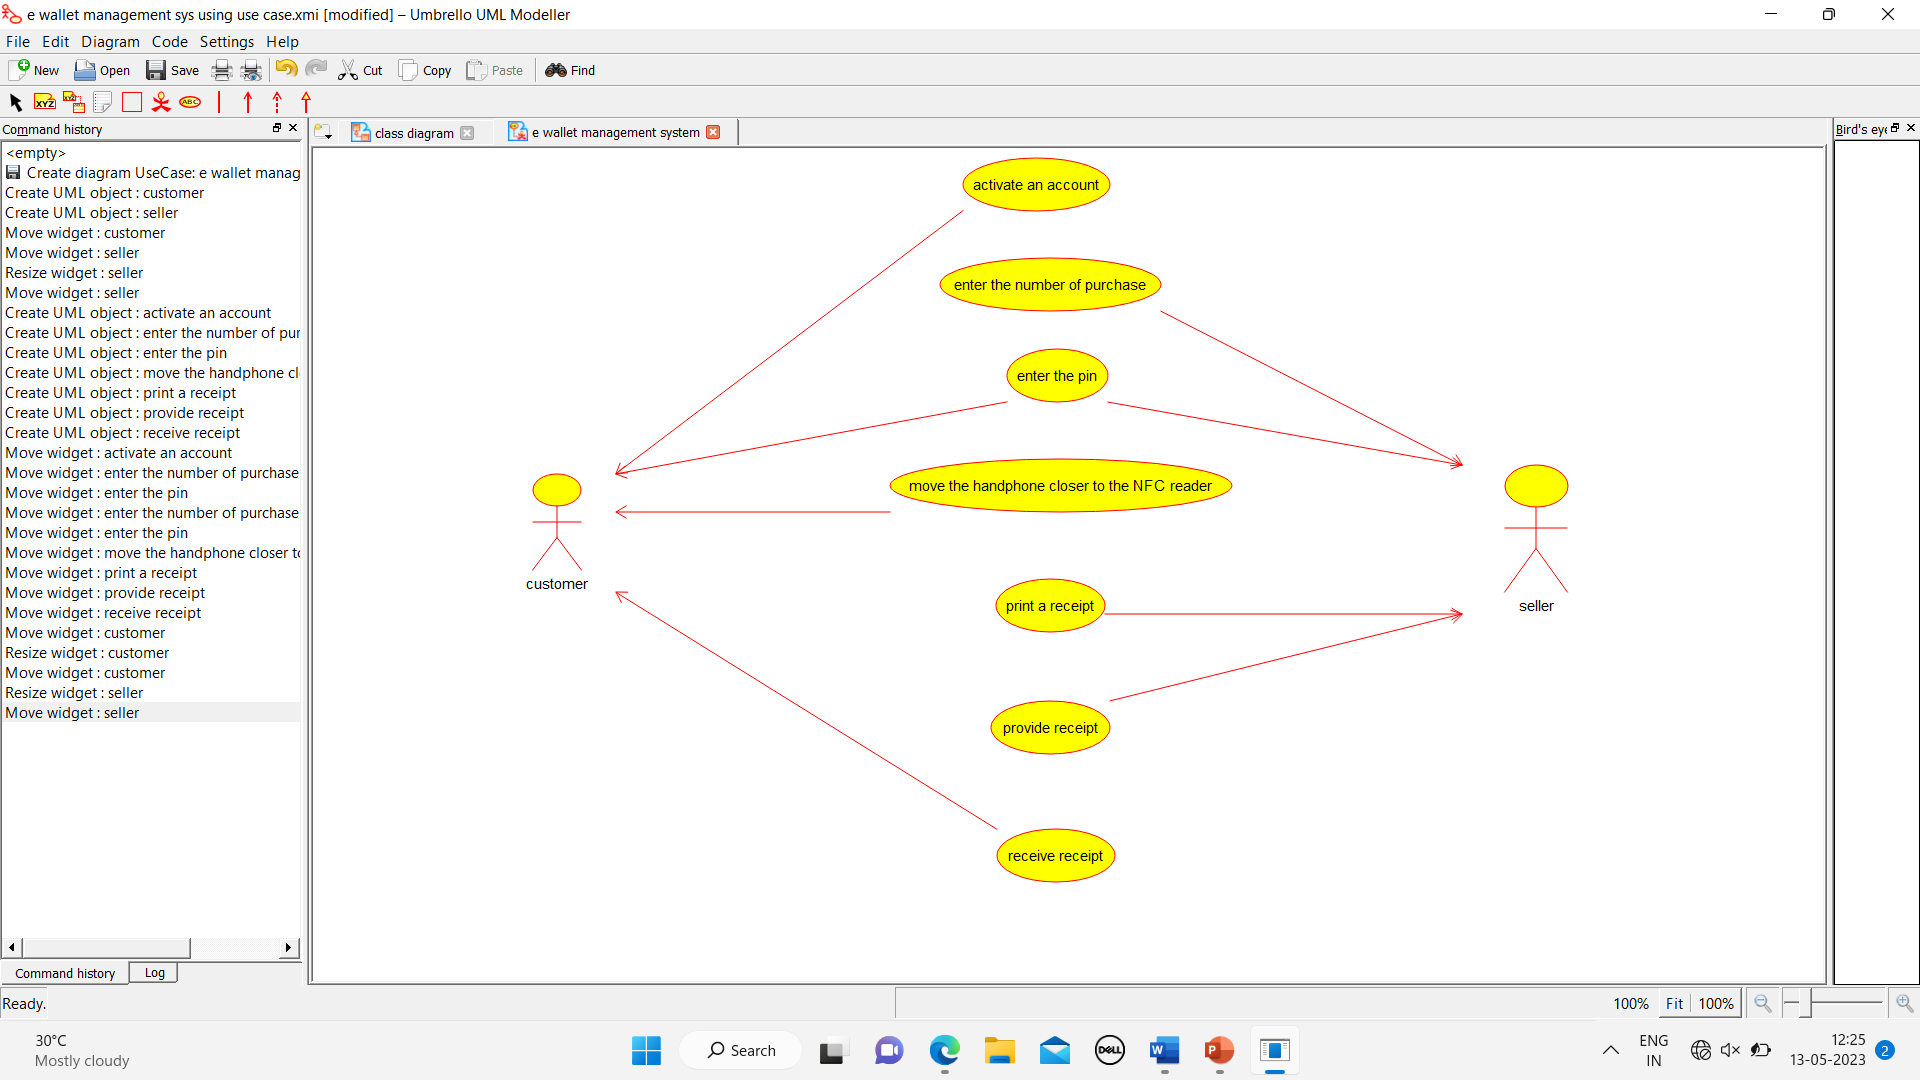 e wallet management sys using use case.xmi [modified] – Umbrello UML Modeller
File Edit Diagram Code Settings Help
New Open Save Cut Copy Paste Find
XYZ XYZ ABC
Command history
class diagram
e wallet management system
Bird's eye
<empty>
Create diagram UseCase: e wallet manag
Create UML object : customer
Create UML object : seller
Move widget : customer
Move widget : seller
Resize widget : seller
Move widget : seller
Create UML object : activate an account
Create UML object : enter the number of pur
Create UML object : enter the pin
Create UML object : move the handphone cl
Create UML object : print a receipt
Create UML object : provide receipt
Create UML object : receive receipt
Move widget : activate an account
Move widget : enter the number of purchase
Move widget : enter the pin
Move widget : enter the number of purchase
Move widget : enter the pin
Move widget : move the handphone closer to
Move widget : print a receipt
Move widget : provide receipt
Move widget : receive receipt
Move widget : customer
Resize widget : customer
Move widget : customer
Resize widget : seller
Move widget : seller
activate an account
enter the number of purchase
enter the pin
move the handphone closer to the NFC reader
customer
print a receipt
seller
provide receipt
receive receipt
Command history Log
Ready.
100% Fit 100%
30°C
Mostly cloudy
Search
DELL
W
P
ENG
IN
12:25
13-05-2023
2